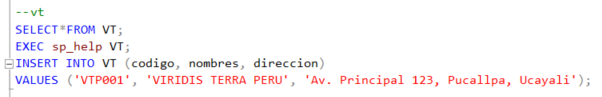 --vt
SELECT*FROM VT;
EXEC sp_help VT;
INSERT INTO VT (codigo, nombres, direccion)
VALUES ('VTP001', 'VIRIDIS TERRA PERU', 'Av. Principal 123, Pucallpa, Ucayali');